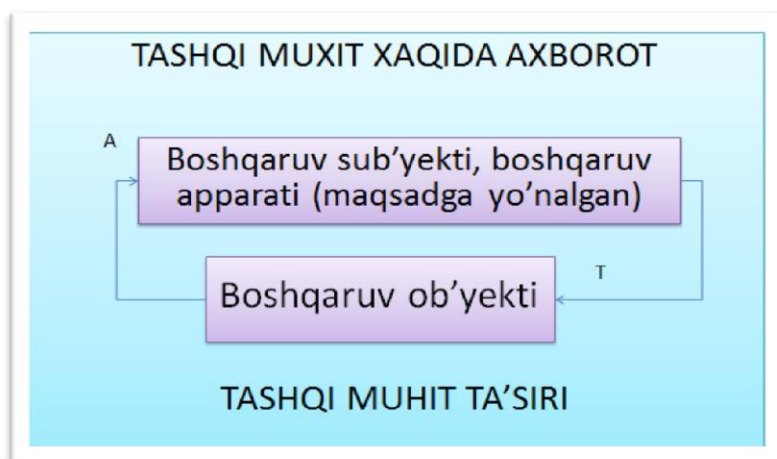 TASHQI MUXIT XAQIDA AXBOROT
A
Boshqaruv sub’yekti, boshqaruv
apparati (maqsadga yo’nalgan)
T
Boshqaruv ob’yekti
TASHQI MUHIT TA’SIRI